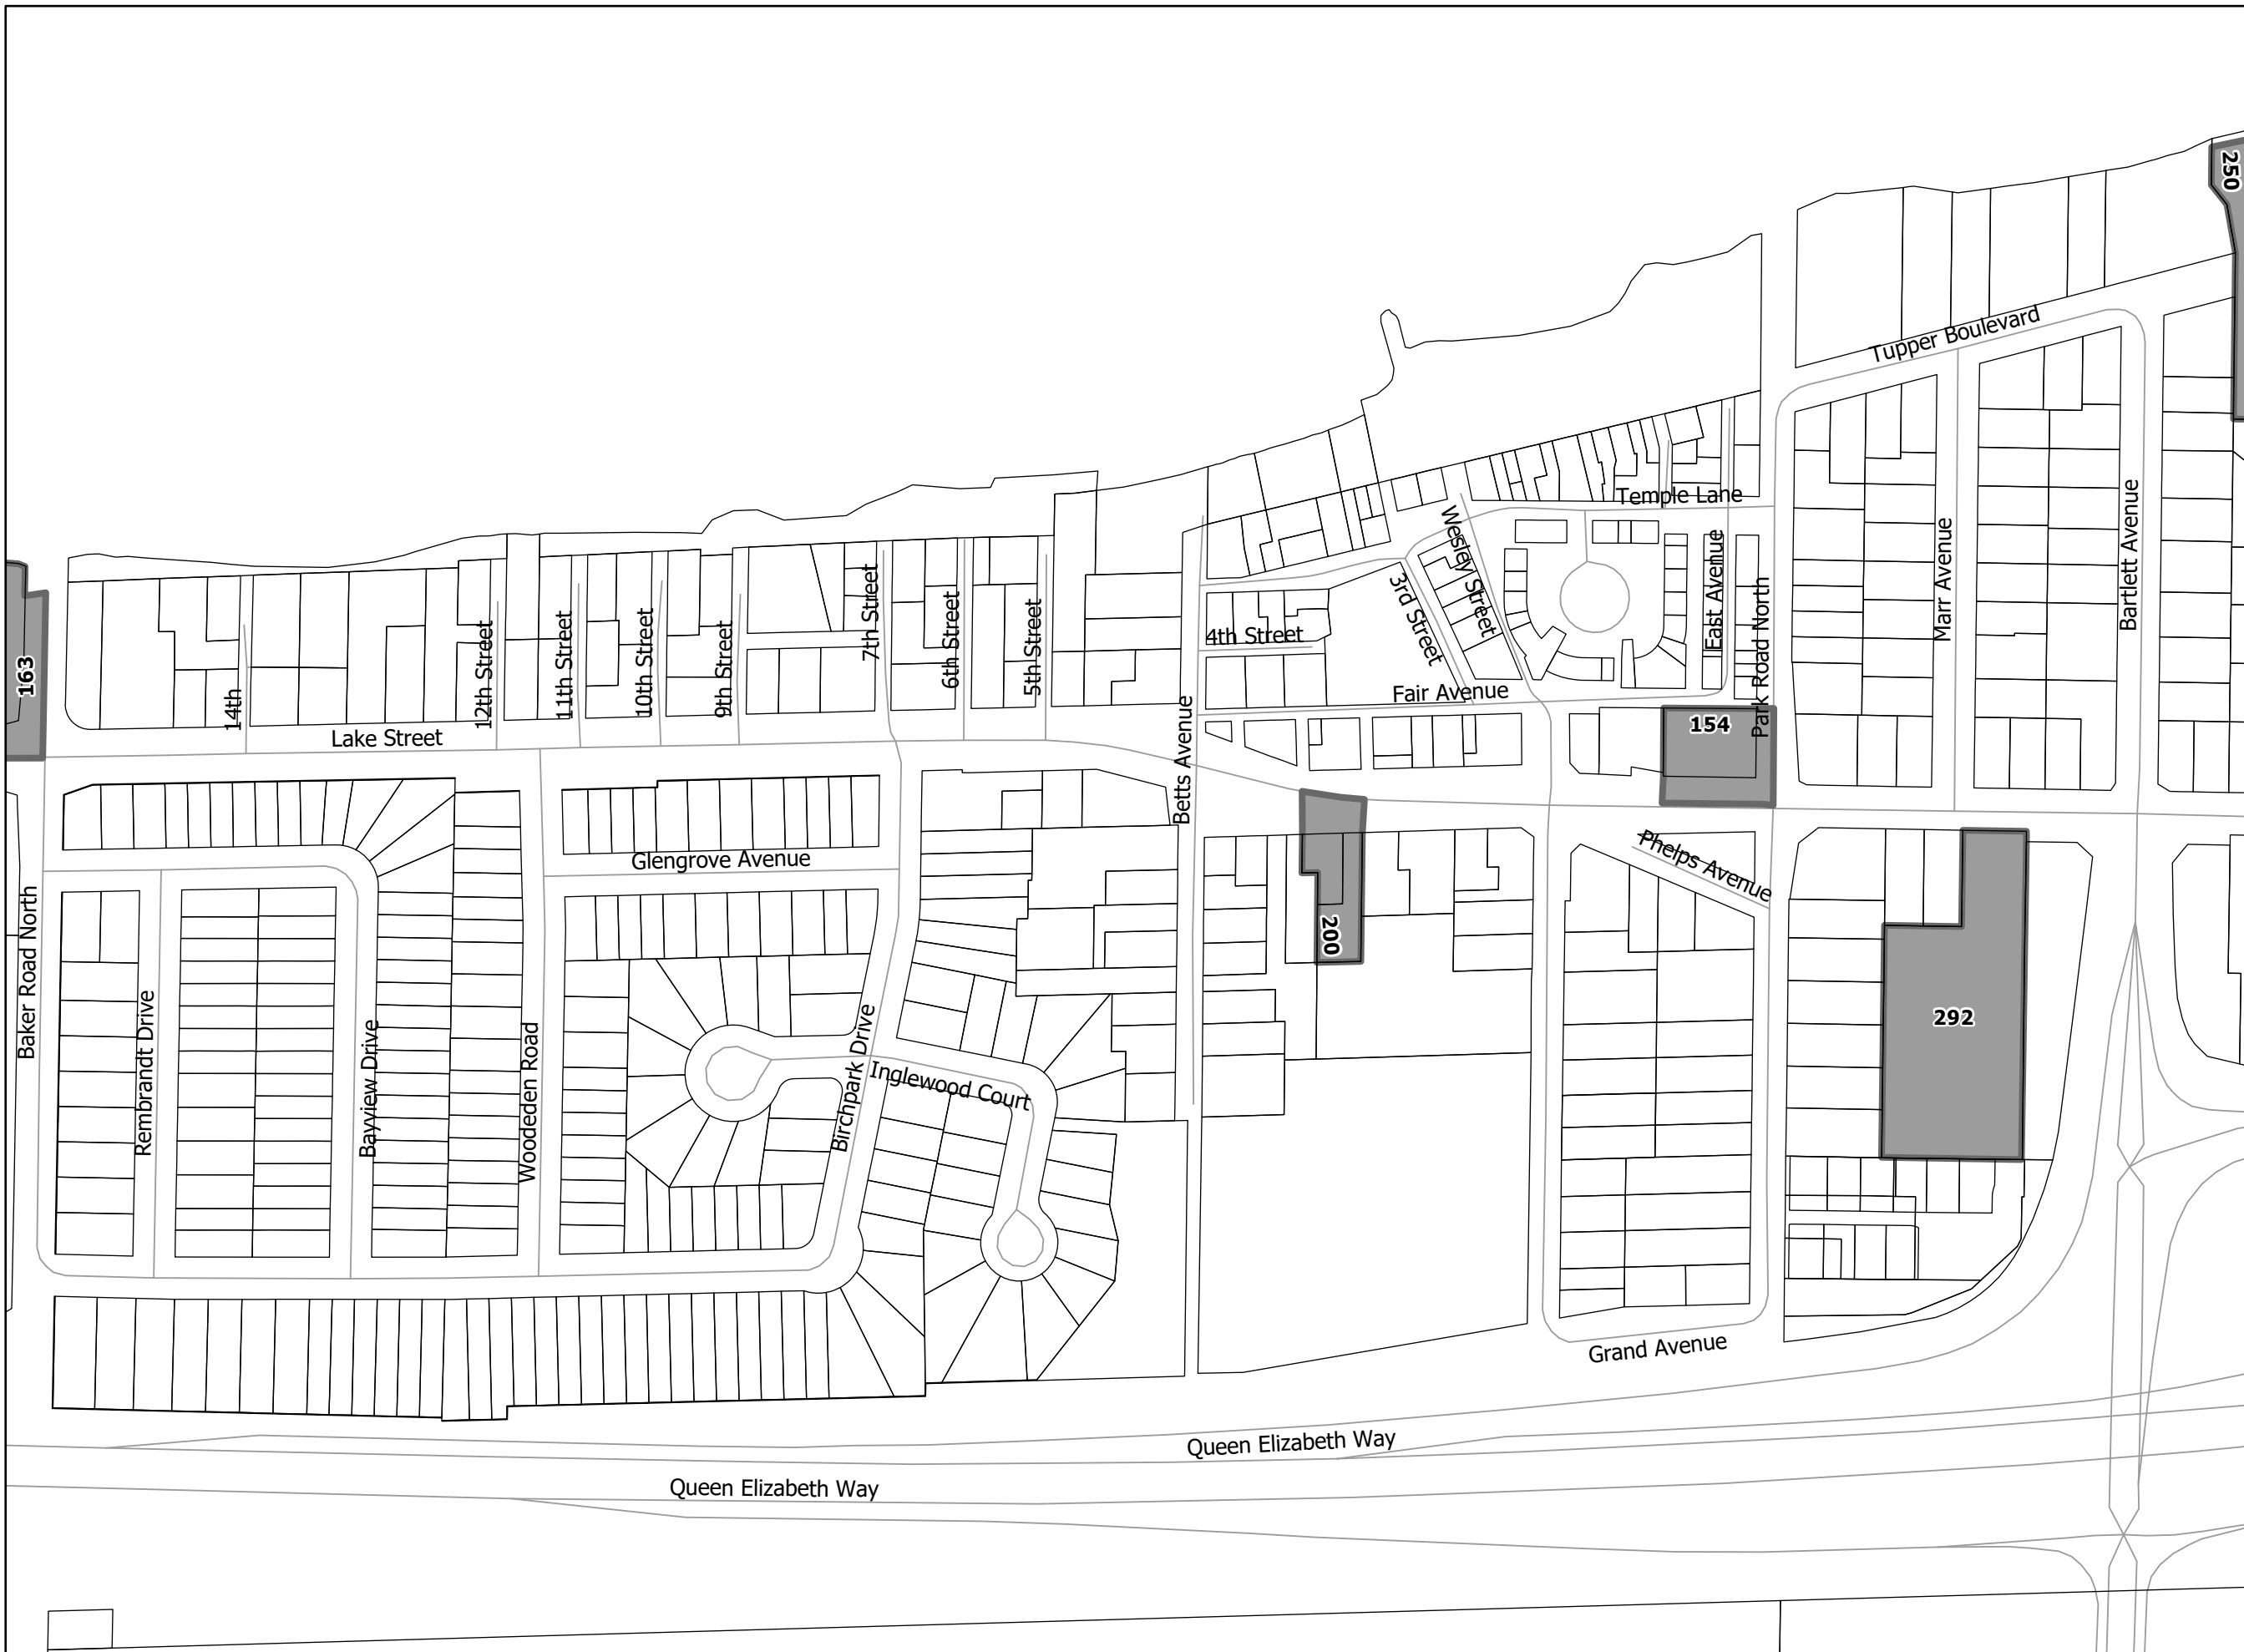 250
Tupper Boulevard
Temple Lane
Wesley Street
Bartlett Avenue
Marr Avenue
East Avenue
Park Road North
3rd Street
4th Street
7th Street
6th Street
5th Street
9th Street
10th Street
11th Street
12th Street
14th
163
Fair Avenue
154
Lake Street
Betts Avenue
Glengrove Avenue
Phelps Avenue
200
Baker Road North
Rembrandt Drive
Bayview Drive
Wooeden Road
Birchpark Drive
Inglewood Court
292
Grand Avenue
Queen Elizabeth Way
Queen Elizabeth Way